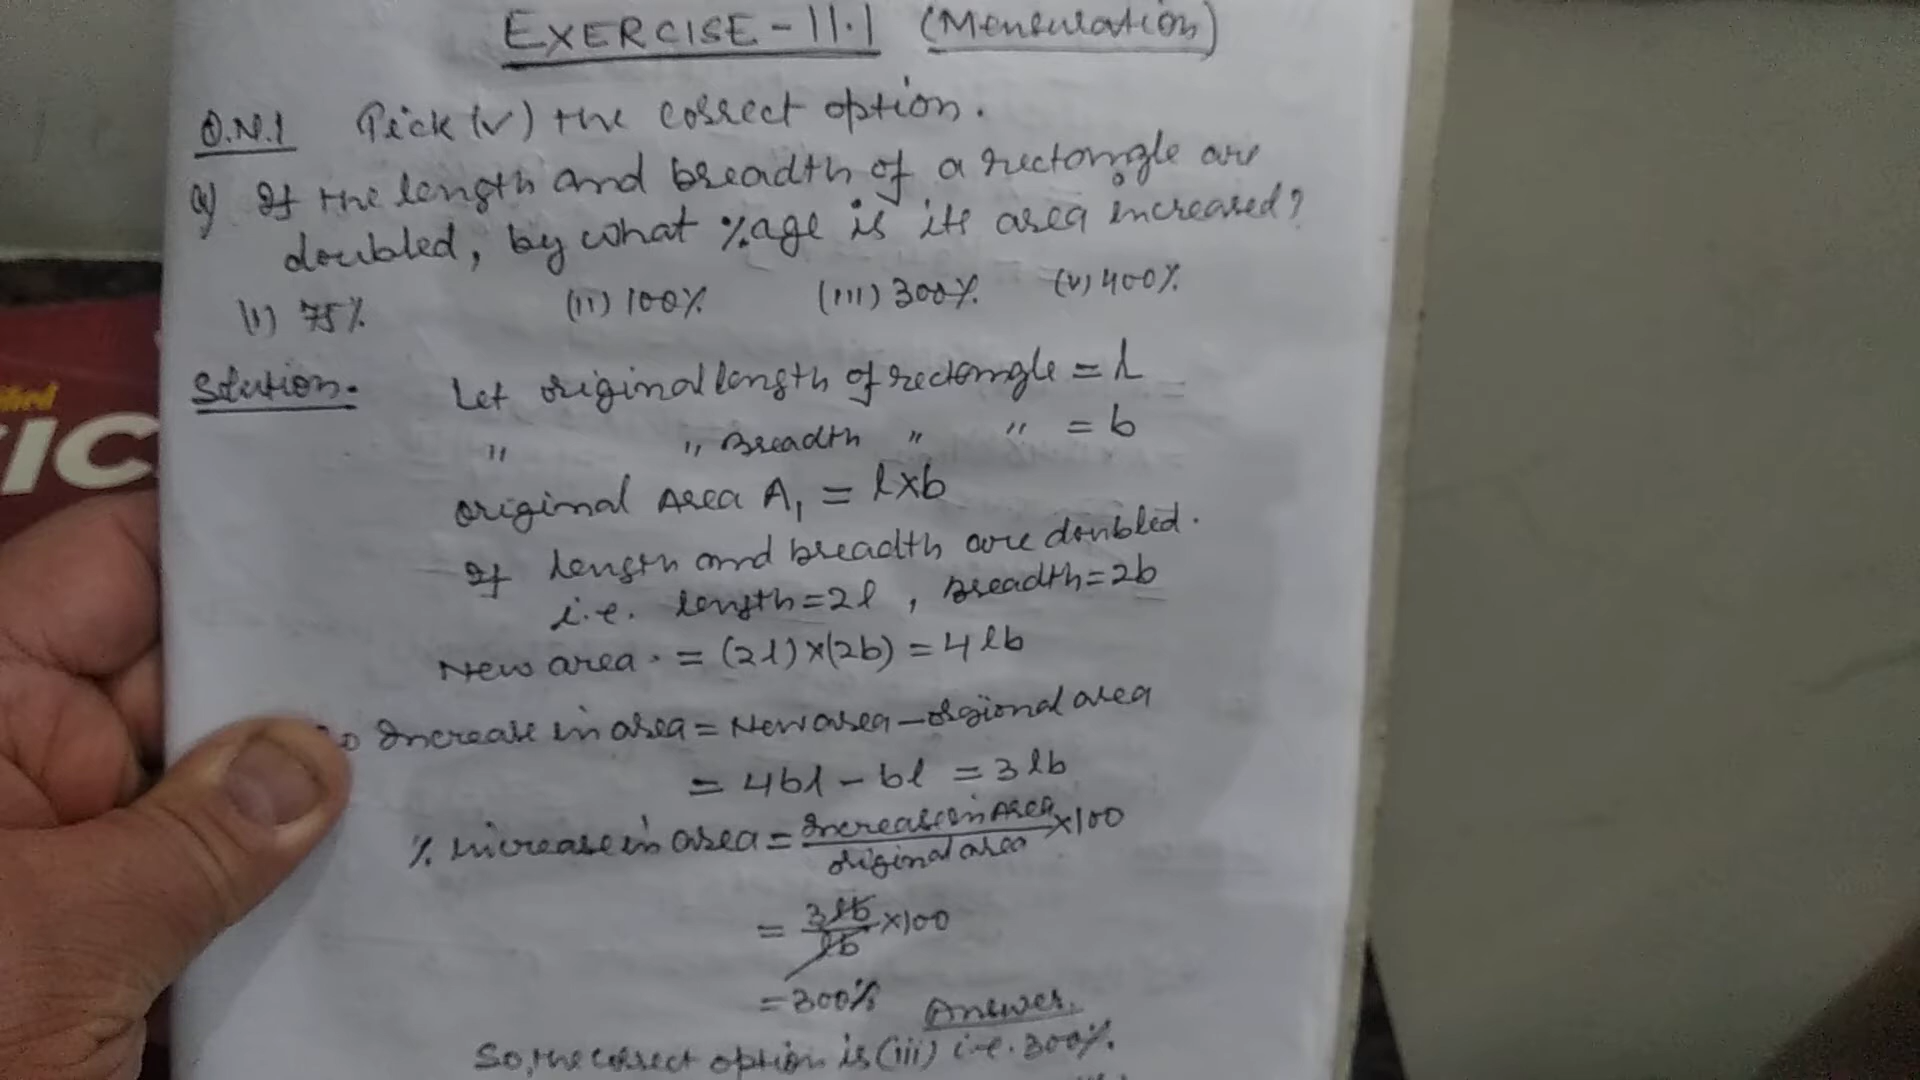 EXERCISE-11.1 (Mensuration)
Q.N.1 Tick (✓) the correct option.
If the length and breadth of a rectangle are
doubled, by what %age is its area increased?
(i) 75% (ii) 100% (iii) 300% (v) 400%
Solution. Let original length of rectangle = l
" " Breadth " " = b
original Area A₁ = l×b
If length and breadth are doubled.
i.e. length=2l, Breadth=2b
New area. = (2l)×(2b) = 4lb
Increase in area = New area - orgional area
= 4bl - bl = 3lb
IC
% increase in area = Increase in Area / original area ×100
= 3lb / lb ×100
=300% Answer.
So, the correct option is (iii) i.e. 300%.